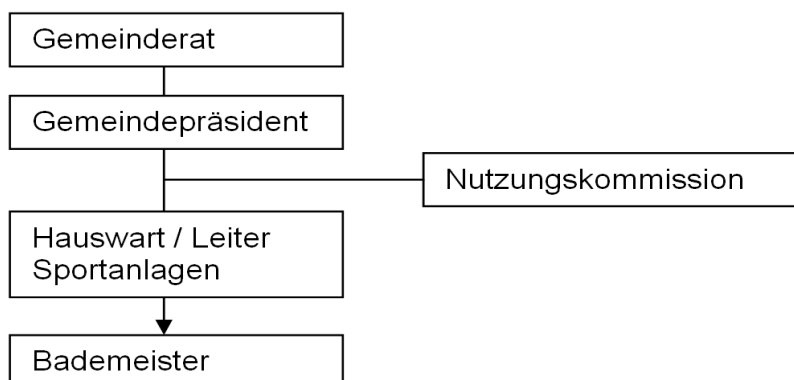 Gemeinderat
Gemeindepräsident
Nutzungskommission
Hauswart / Leiter
Sportanlagen
Bademeister